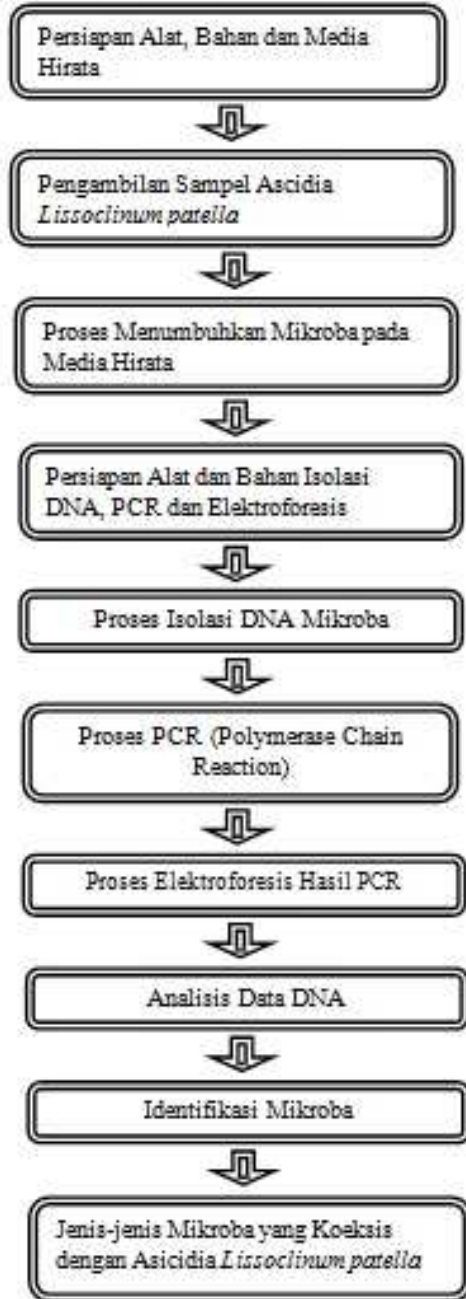 Persiapan Alat, Bahan dan Media
Hirata
Pengambilan Sampel Ascidia
Lissoclinum patella
Proses Menumbuhkan Mikroba pada
Media Hirata
Persiapan Alat dan Bahan Isolasi
DNA, PCR dan Elektroforesis
Proses Isolasi DNA Mikroba
Proses PCR (Polymerase Chain
Reaction)
Proses Elektroforesis Hasil PCR
Analisis Data DNA
Identifikasi Mikroba
Jenis-jenis Mikroba yang Koeksis
dengan Asicidia Lissoclinum patella